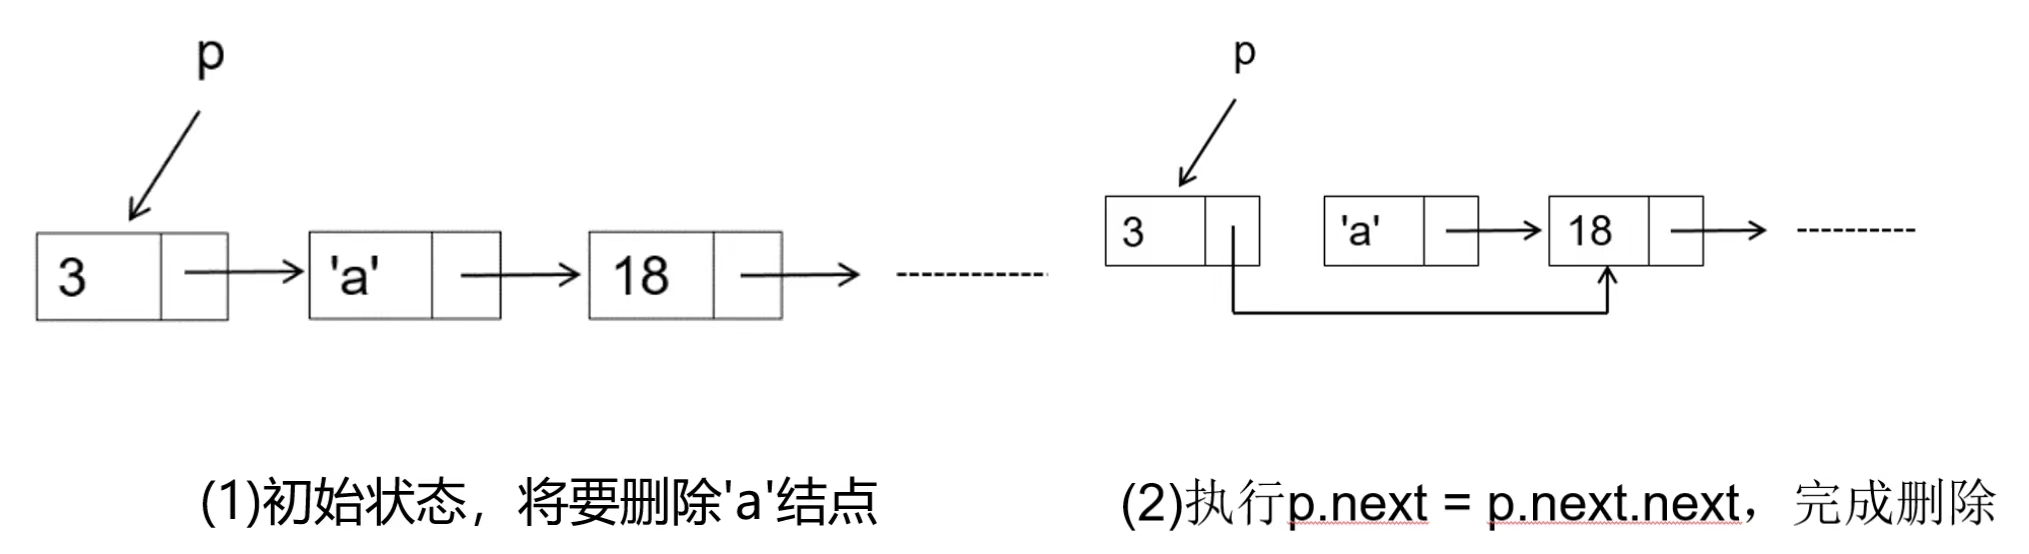 p
3
'a'
18
(1)初始状态，将要删除'a'结点
p
3
'a'
18
(2)执行p.next = p.next.next，完成删除